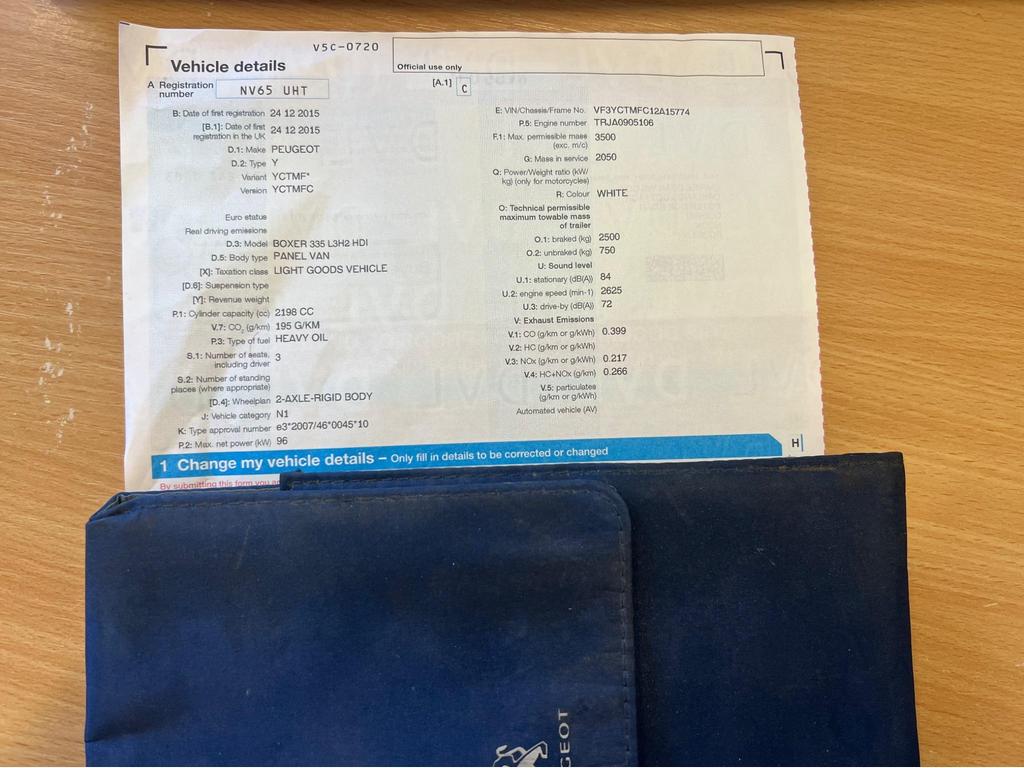 V5C-0720
Vehicle details
Official use only
A Registration number NV65 UHT
[A.1] C
B: Date of first registration 24 12 2015
[B.1]: Date of first registration in the UK 24 12 2015
D.1: Make PEUGEOT
D.2: Type Y
Variant YCTMF*
Version YCTMFC
Euro status
Real driving emissions
D.3: Model BOXER 335 L3H2 HDI
D.5: Body type PANEL VAN
[X]: Taxation class LIGHT GOODS VEHICLE
[D.6]: Suspension type
[Y]: Revenue weight
P.1: Cylinder capacity (cc) 2198 CC
V.7: CO₂ (g/km) 195 G/KM
P.3: Type of fuel HEAVY OIL
S.1: Number of seats, including driver 3
S.2: Number of standing places (where appropriate)
[D.4]: Wheelplan 2-AXLE-RIGID BODY
J: Vehicle category N1
K: Type approval number e3*2007/46*0045*10
P.2: Max. net power (kW) 96
E: VIN/Chassis/Frame No. VF3YCTMFC12A15774
P.5: Engine number TRJA0905106
F.1: Max. permissible mass (exc. m/c) 3500
G: Mass in service 2050
Q: Power/Weight ratio (kW/kg) (only for motorcycles)
R: Colour WHITE
O: Technical permissible maximum towable mass of trailer
O.1: braked (kg) 2500
O.2: unbraked (kg) 750
U: Sound level
U.1: stationary (dB(A)) 84
U.2: engine speed (min-1) 2625
U.3: drive-by (dB(A)) 72
V: Exhaust Emissions
V.1: CO (g/km or g/kWh) 0.399
V.2: HC (g/km or g/kWh)
V.3: NOx (g/km or g/kWh) 0.217
V.4: HC+NOx (g/km) 0.266
V.5: particulates (g/km or g/kWh)
Automated vehicle (AV)
H
1 Change my vehicle details – Only fill in details to be corrected or changed
By submitting this form you
GEOT